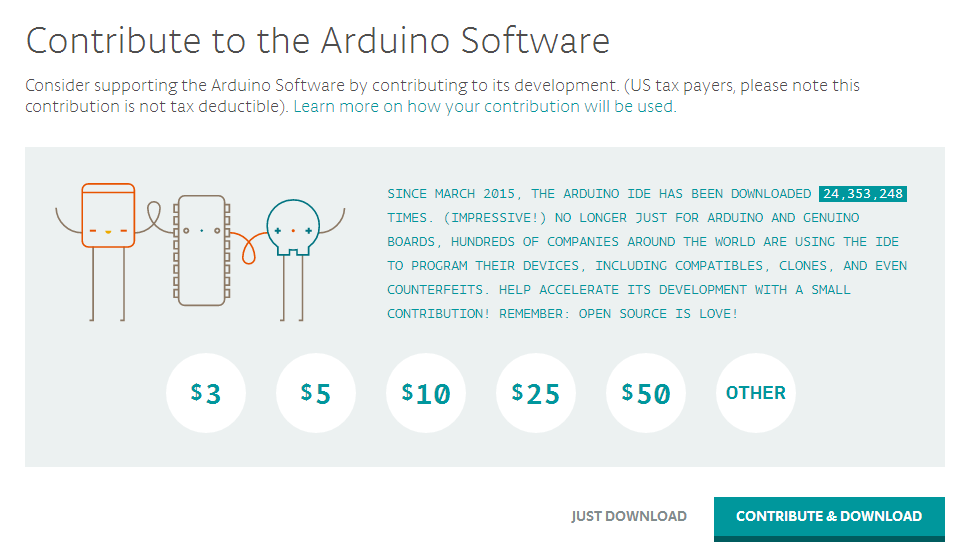 Contribute to the Arduino Software
Consider supporting the Arduino Software by contributing to its development. (US tax payers, please note this
contribution is not tax deductible). Learn more on how your contribution will be used.
SINCE MARCH 2015, THE ARDUINO IDE HAS BEEN DOWNLOADED 24,353,248
TIMES. (IMPRESSIVE!) NO LONGER JUST FOR ARDUINO AND GENUINO
BOARDS, HUNDREDS OF COMPANIES AROUND THE WORLD ARE USING THE IDE
TO PROGRAM THEIR DEVICES, INCLUDING COMPATIBLES, CLONES, AND EVEN
COUNTERFEITS. HELP ACCELERATE ITS DEVELOPMENT WITH A SMALL
CONTRIBUTION! REMEMBER: OPEN SOURCE IS LOVE!
$3 $5 $10 $25 $50 OTHER
JUST DOWNLOAD CONTRIBUTE & DOWNLOAD